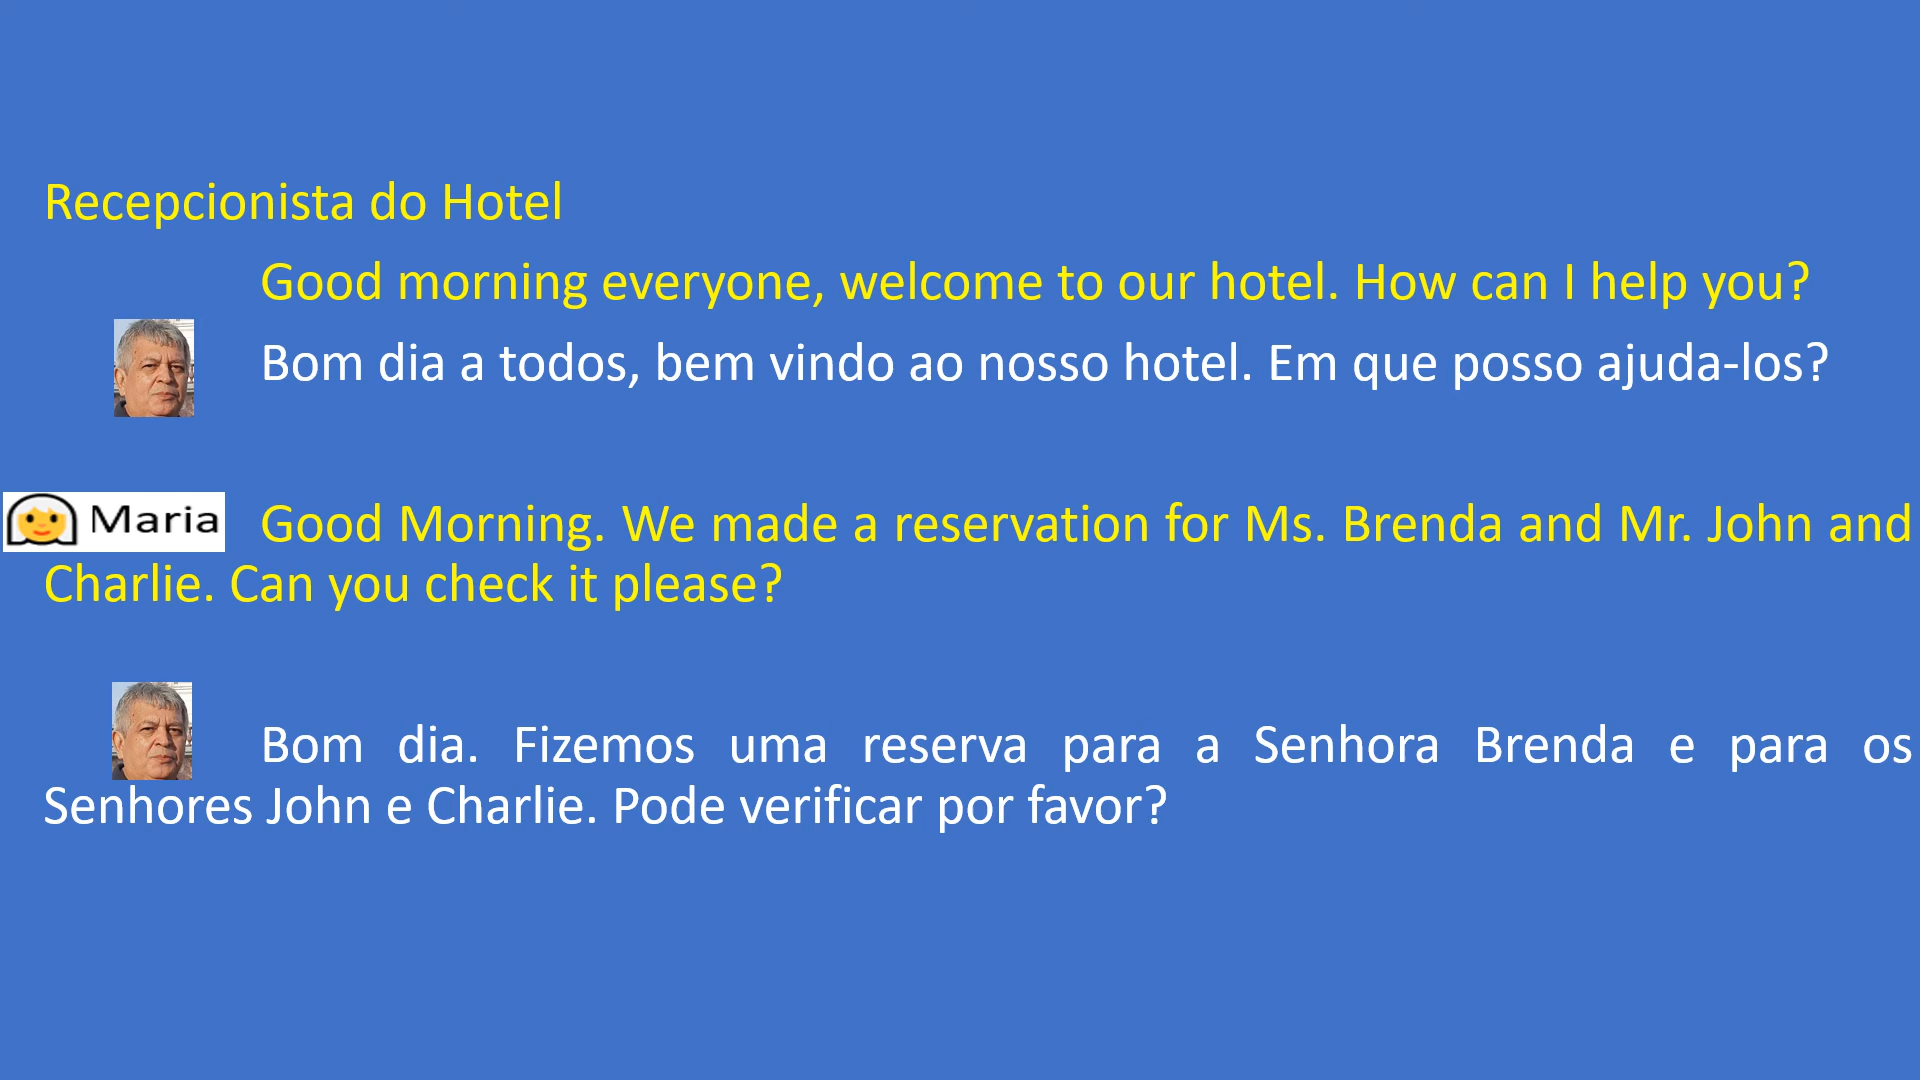 Recepcionista do Hotel
Good morning everyone, welcome to our hotel. How can I help you?
Bom dia a todos, bem vindo ao nosso hotel. Em que posso ajuda-los?
Maria
Good Morning. We made a reservation for Ms. Brenda and Mr. John and
Charlie. Can you check it please?
Bom dia. Fizemos uma reserva para a Senhora Brenda e para os
Senhores John e Charlie. Pode verificar por favor?